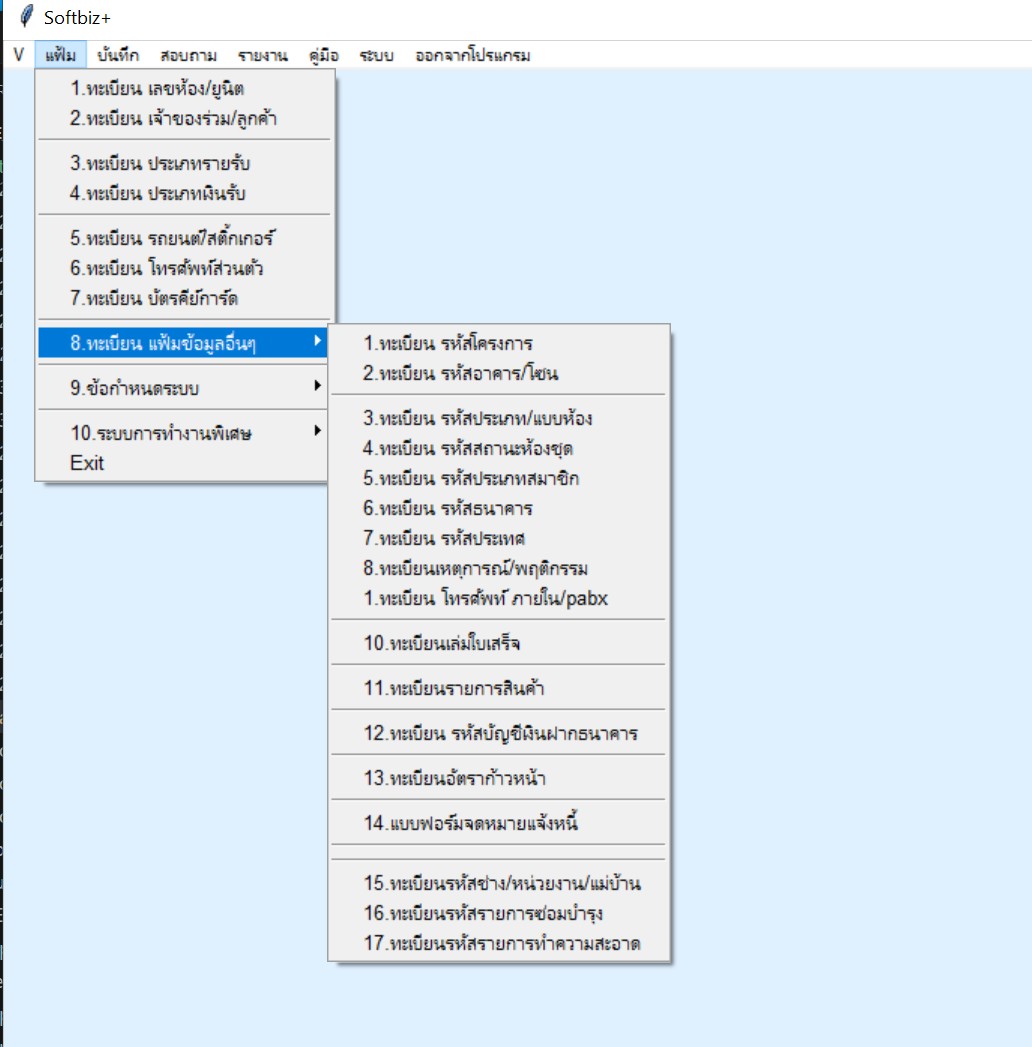 Softbiz+
V แฟ้ม บันทึก สอบถาม รายงาน คู่มือ ระบบ ออกจากโปรแกรม
1.ทะเบียน เลขห้อง/ยูนิต
2.ทะเบียน เจ้าของร่วม/ลูกค้า
3.ทะเบียน ประเภทรายรับ
4.ทะเบียน ประเภทเงินรับ
5.ทะเบียน รถยนต์/สติ๊กเกอร์
6.ทะเบียน โทรศัพท์ส่วนตัว
7.ทะเบียน บัตรคีย์การ์ด
8.ทะเบียน แฟ้มข้อมูลอื่นๆ
9.ข้อกำหนดระบบ
10.ระบบการทำงานพิเศษ
Exit
1.ทะเบียน รหัสโครงการ
2.ทะเบียน รหัสอาคาร/โซน
3.ทะเบียน รหัสประเภท/แบบห้อง
4.ทะเบียน รหัสสถานะห้องชุด
5.ทะเบียน รหัสประเภทสมาชิก
6.ทะเบียน รหัสธนาคาร
7.ทะเบียน รหัสประเทศ
8.ทะเบียนเหตุการณ์/พฤติกรรม
1.ทะเบียน โทรศัพท์ ภายใน/pabx
10.ทะเบียนเล่มใบเสร็จ
11.ทะเบียนรายการสินค้า
12.ทะเบียน รหัสบัญชีเงินฝากธนาคาร
13.ทะเบียนอัตราก้าวหน้า
14.แบบฟอร์มจดหมายแจ้งหนี้
15.ทะเบียนรหัสช่าง/หน่วยงาน/แม่บ้าน
16.ทะเบียนรหัสรายการซ่อมบำรุง
17.ทะเบียนรหัสรายการทำความสะอาด